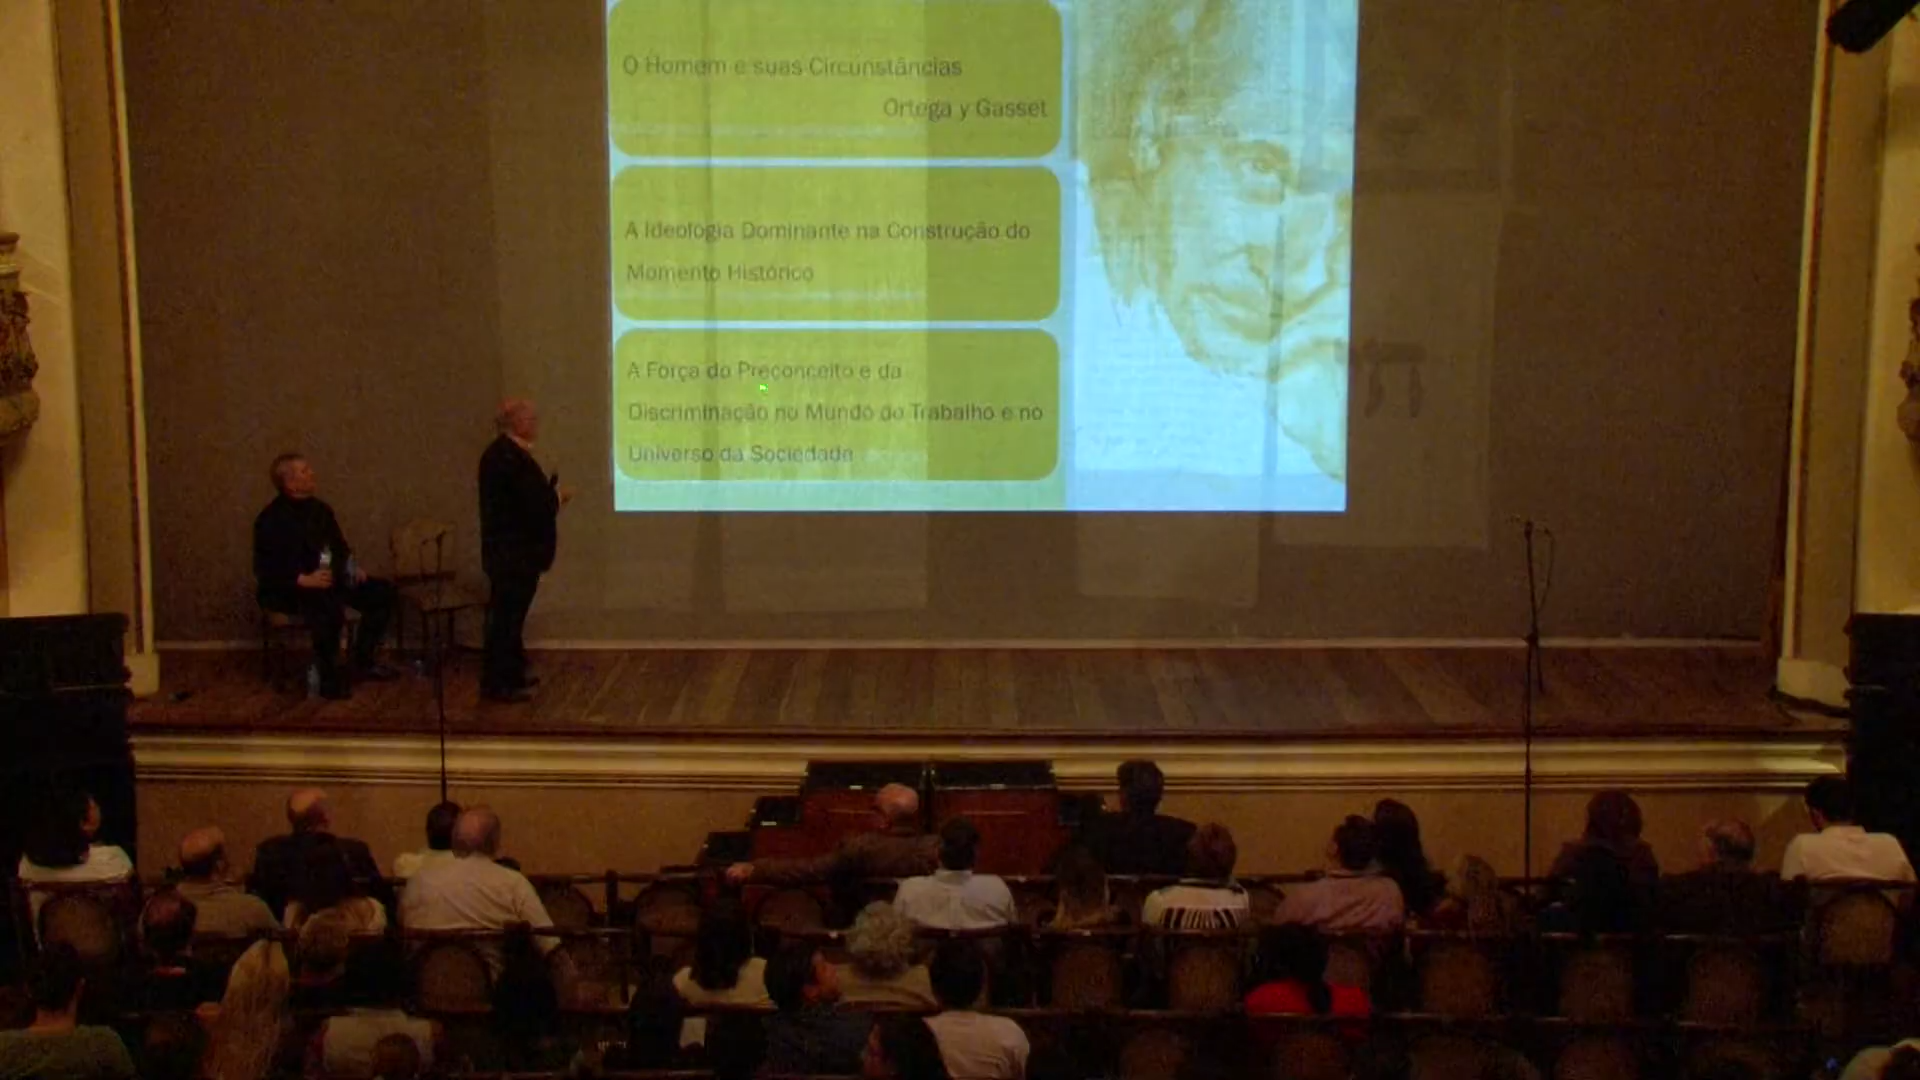 O Homem e suas Circunstâncias
Ortega y Gasset
A Ideologia Dominante na Construção do
Momento Histórico
A Força do Preconceito e da
Discriminação no Mundo do Trabalho e no
Universo da Sociedade